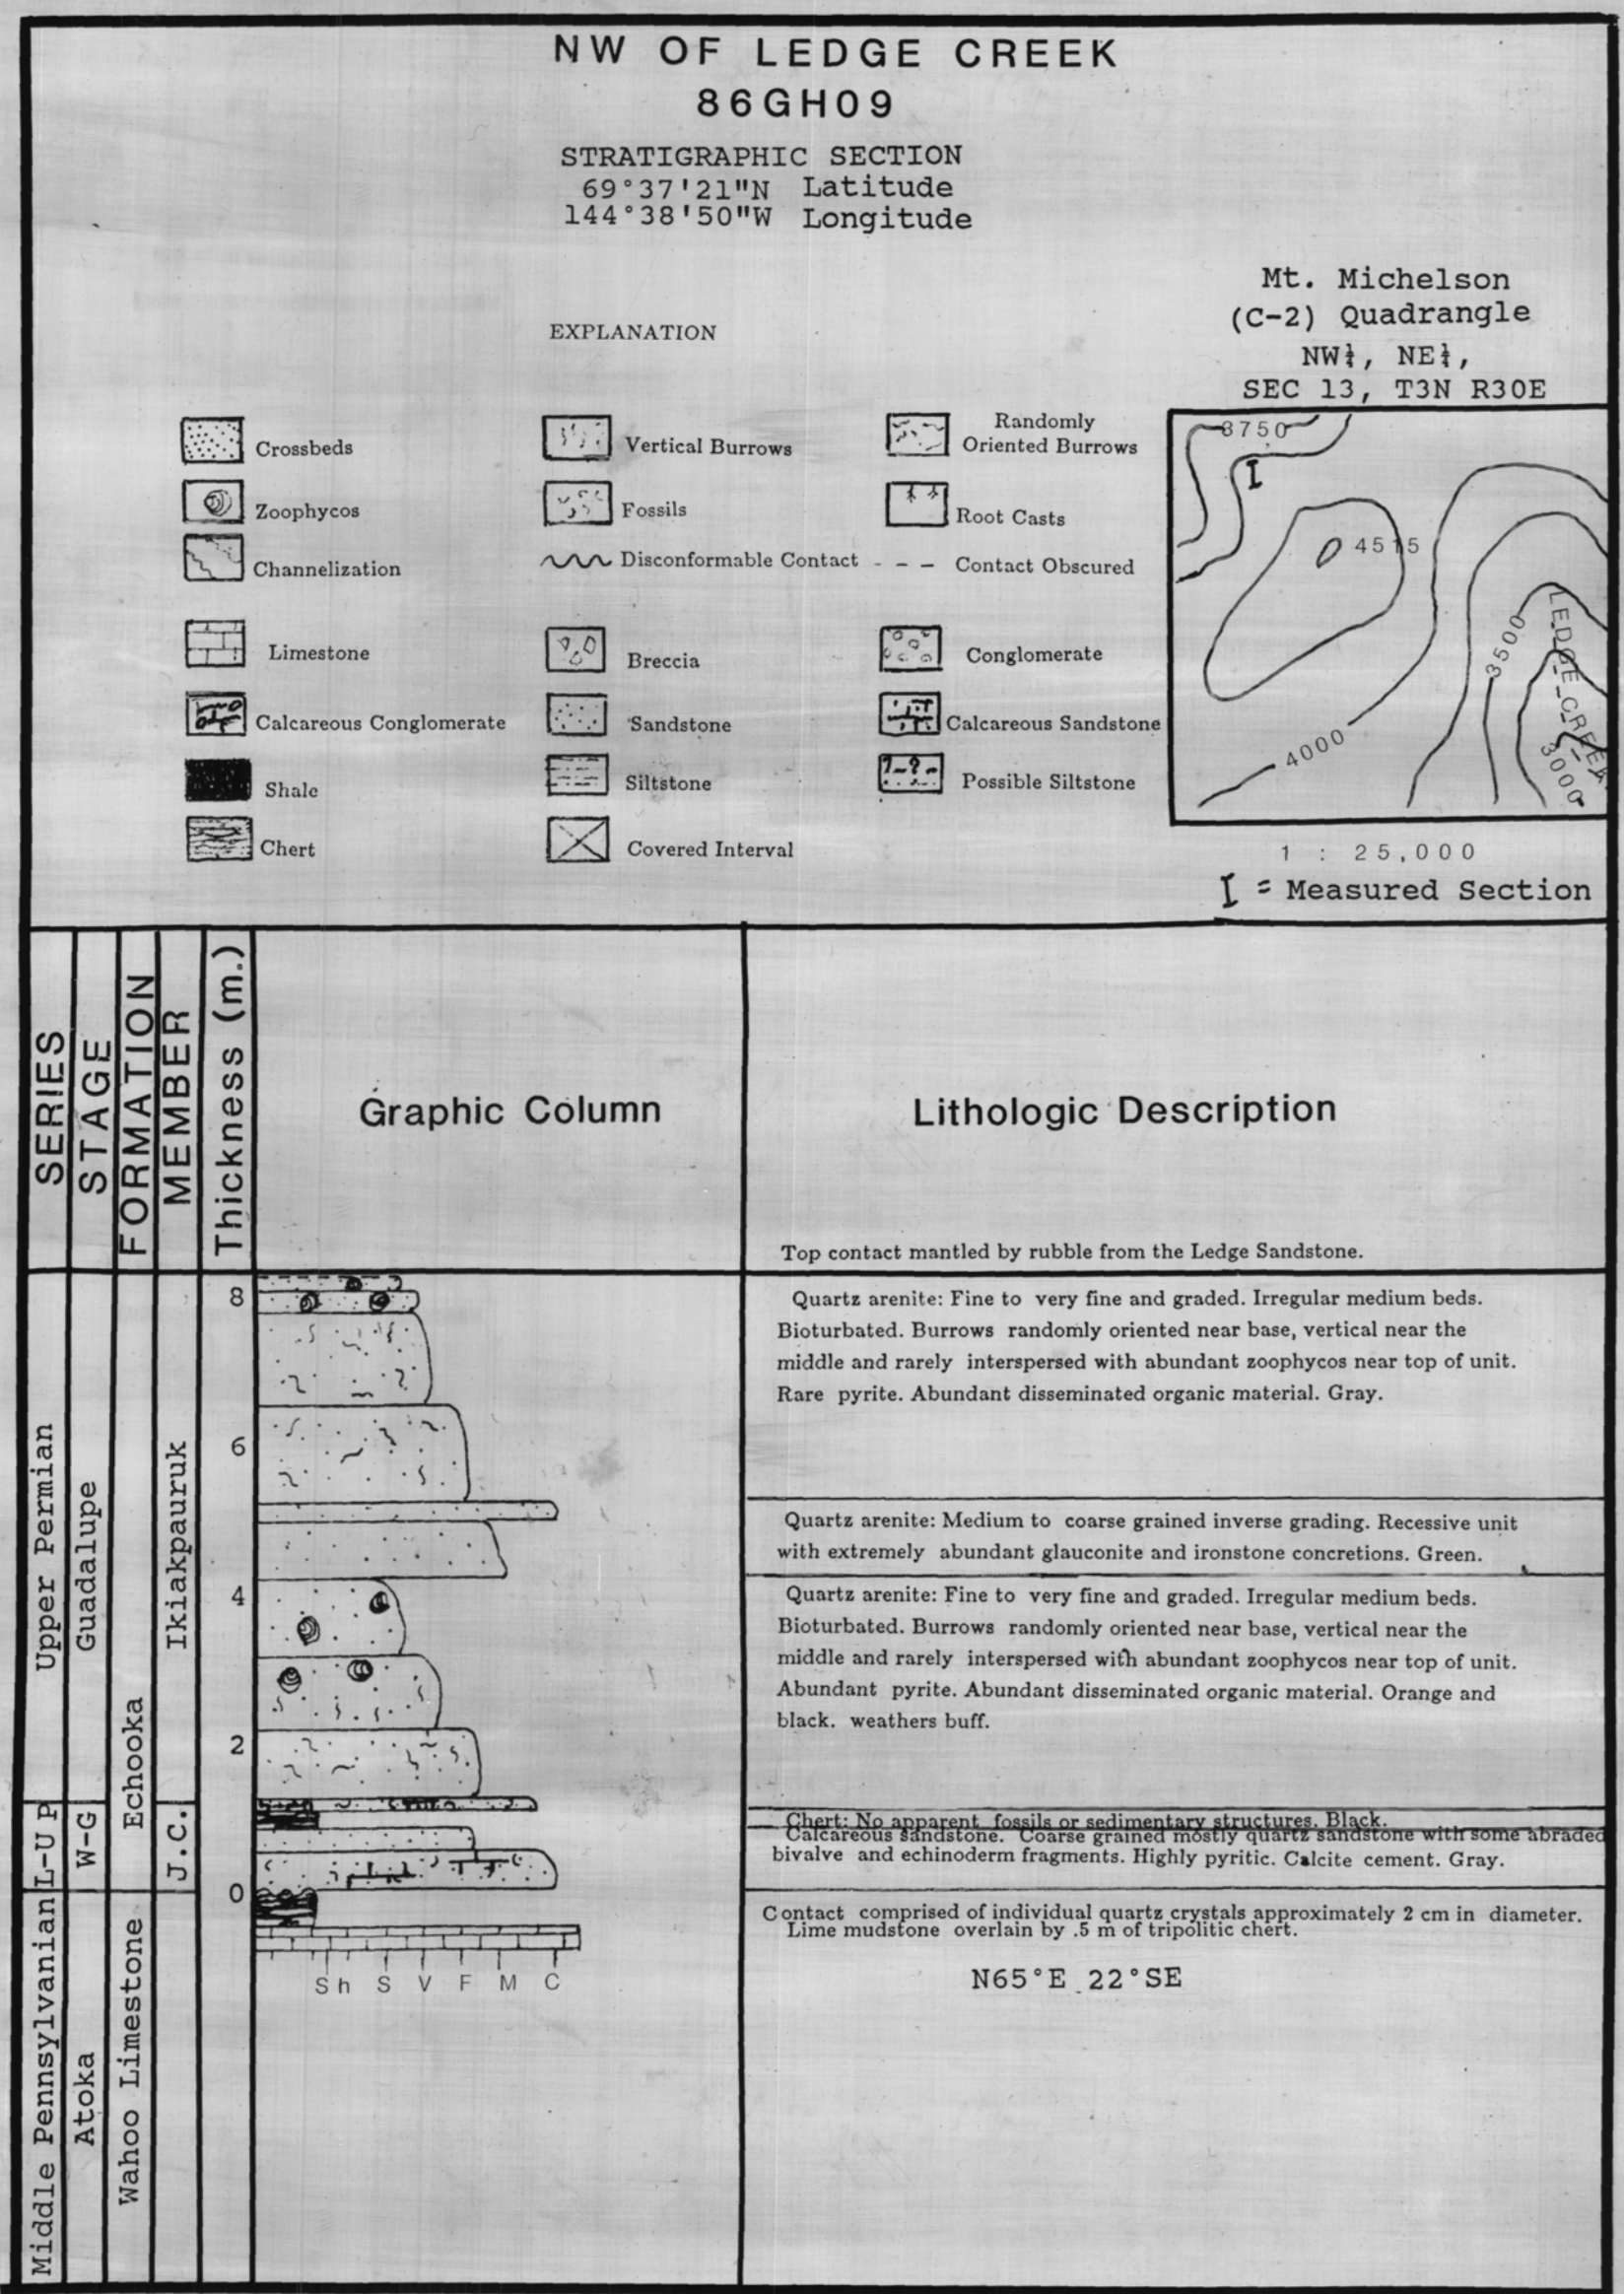 NW OF LEDGE CREEK
86GH09
STRATIGRAPHIC SECTION
69°37'21"N Latitude
144°38'50"W Longitude
Mt. Michelson
(C-2) Quadrangle
NW¼, NE¼,
SEC 13, T3N R30E
EXPLANATION
Crossbeds
Vertical Burrows
Randomly
Oriented Burrows
Zoophycos
Fossils
Root Casts
Channelization
Disconformable Contact
Contact Obscured
Limestone
Breccia
Conglomerate
Calcareous Conglomerate
Sandstone
Calcareous Sandstone
Shale
Siltstone
Possible Siltstone
Chert
Covered Interval
3750
4515
3500
4000
3000
LEDGE CREEK
1 : 25,000
I = Measured Section
SERIES
STAGE
FORMATION
MEMBER
Thickness (m.)
Graphic Column
Lithologic Description
Top contact mantled by rubble from the Ledge Sandstone.
Upper Permian
Guadalupe
Echooka
Ikiakpauruk
L-U P
W-G
J.C.
Middle Pennsylvanian
Atoka
Wahoo Limestone
8
6
4
2
0
Sh S V F M C
Quartz arenite: Fine to very fine and graded. Irregular medium beds.
Bioturbated. Burrows randomly oriented near base, vertical near the
middle and rarely interspersed with abundant zoophycos near top of unit.
Rare pyrite. Abundant disseminated organic material. Gray.
Quartz arenite: Medium to coarse grained inverse grading. Recessive unit
with extremely abundant glauconite and ironstone concretions. Green.
Quartz arenite: Fine to very fine and graded. Irregular medium beds.
Bioturbated. Burrows randomly oriented near base, vertical near the
middle and rarely interspersed with abundant zoophycos near top of unit.
Abundant pyrite. Abundant disseminated organic material. Orange and
black. weathers buff.
Chert: No apparent fossils or sedimentary structures. Black.
Calcareous sandstone. Coarse grained mostly quartz sandstone with some abraded
bivalve and echinoderm fragments. Highly pyritic. Calcite cement. Gray.
Contact comprised of individual quartz crystals approximately 2 cm in diameter.
Lime mudstone overlain by .5 m of tripolitic chert.
N65°E 22°SE